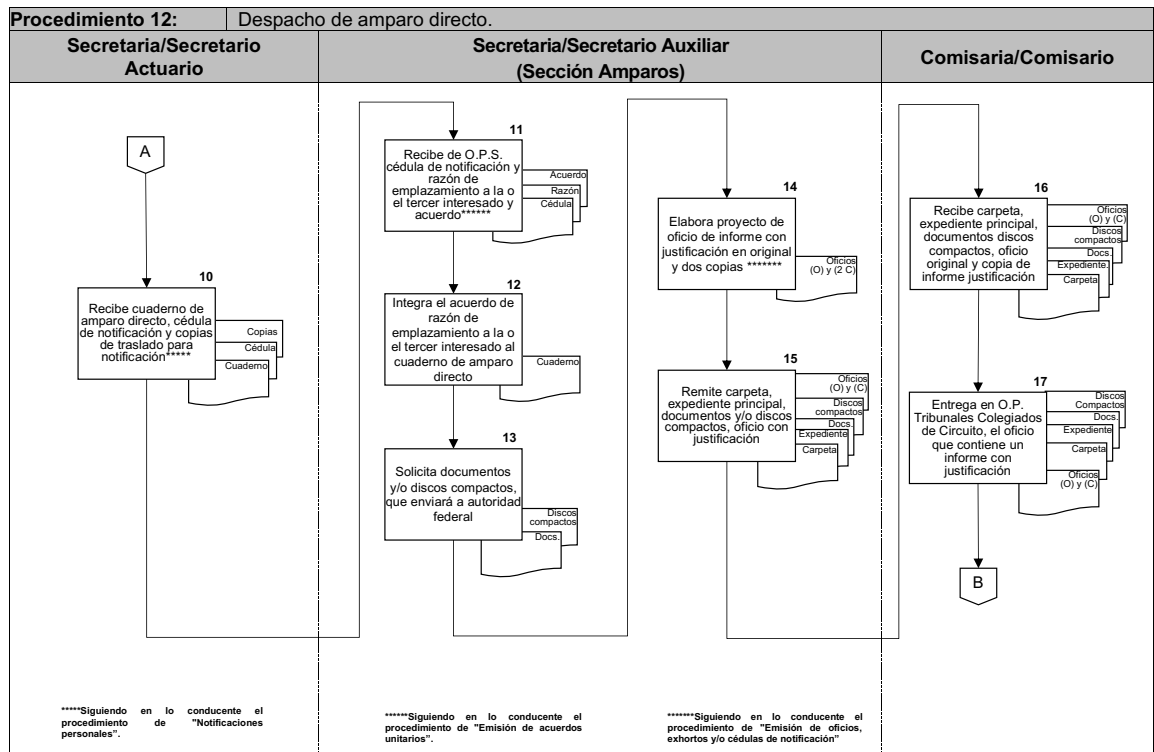 Procedimiento 12: Despacho de amparo directo.
Secretaria/Secretario
Actuario
Secretaria/Secretario Auxiliar
(Sección Amparos)
Comisaria/Comisario
A
10
Recibe cuaderno de
amparo directo, cédula
de notificación y copias
de traslado para
notificación*****
Copias
Cédula
Cuaderno
11
Recibe de O.P.S.
cédula de notificación y
razón de
emplazamiento a la o
el tercer interesado y
acuerdo******
Acuerdo
Razón
Cédula
12
Integra el acuerdo de
razón de
emplazamiento a la o
el tercer interesado al
cuaderno de amparo
directo
Cuaderno
13
Solicita documentos
y/o discos compactos,
que enviará a autoridad
federal
Discos
compactos
Docs.
14
Elabora proyecto de
oficio de informe con
justificación en original
y dos copias *******
Oficios
(O) y (2 C)
15
Remite carpeta,
expediente principal,
documentos y/o discos
compactos, oficio con
justificación
Oficios
(O) y (C)
Discos
compactos
Docs.
Expediente
Carpeta
16
Recibe carpeta,
expediente principal,
documentos discos
compactos, oficio
original y copia de
informe justificación
Oficios
(O) y (C)
Discos
compactos
Docs.
Expediente.
Carpeta
17
Entrega en O.P.
Tribunales Colegiados
de Circuito, el oficio
que contiene un
informe con
justificación
Discos
Compactos
Docs.
Expediente
Carpeta
Oficios
(O) y (C)
B
*****Siguiendo en lo conducente el
procedimiento de "Notificaciones
personales".
******Siguiendo en lo conducente el
procedimiento de "Emisión de acuerdos
unitarios".
*******Siguiendo en lo conducente el
procedimiento de "Emisión de oficios,
exhortos y/o cédulas de notificación"